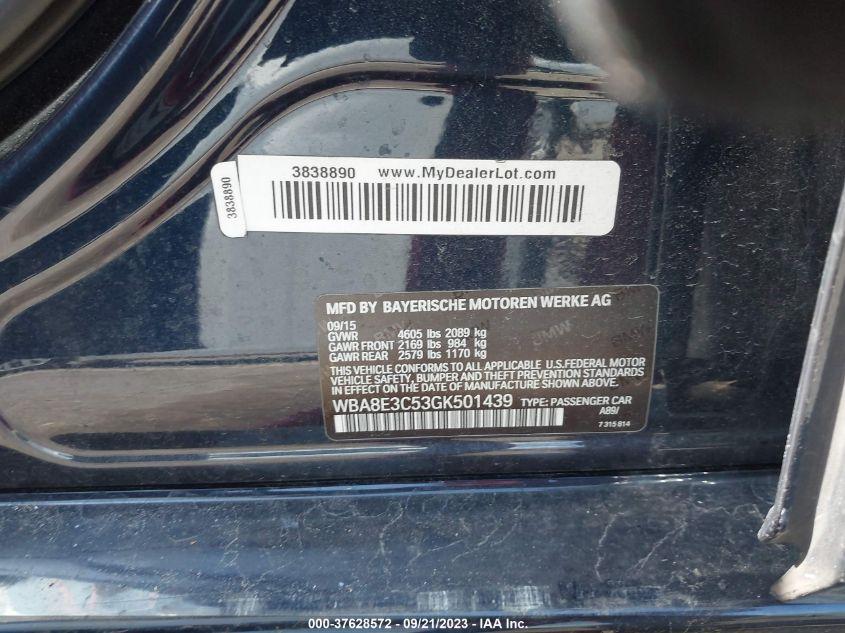 3838890 www.MyDealerLot.com
3838890
MFD BY BAYERISCHE MOTOREN WERKE AG
09/15
GVWR 4605 lbs 2089 kg
GAWR FRONT 2169 lbs 984 kg
GAWR REAR 2579 lbs 1170 kg
THIS VEHICLE CONFORMS TO ALL APPLICABLE U.S.FEDERAL MOTOR
VEHICLE SAFETY, BUMPER AND THEFT PREVENTION STANDARDS
IN EFFECT ON THE DATE OF MANUFACTURE SHOWN ABOVE.
WBA8E3C53GK501439 TYPE: PASSENGER CAR
A89/
7 315 814
000-37628572 - 09/21/2023 - IAA Inc.